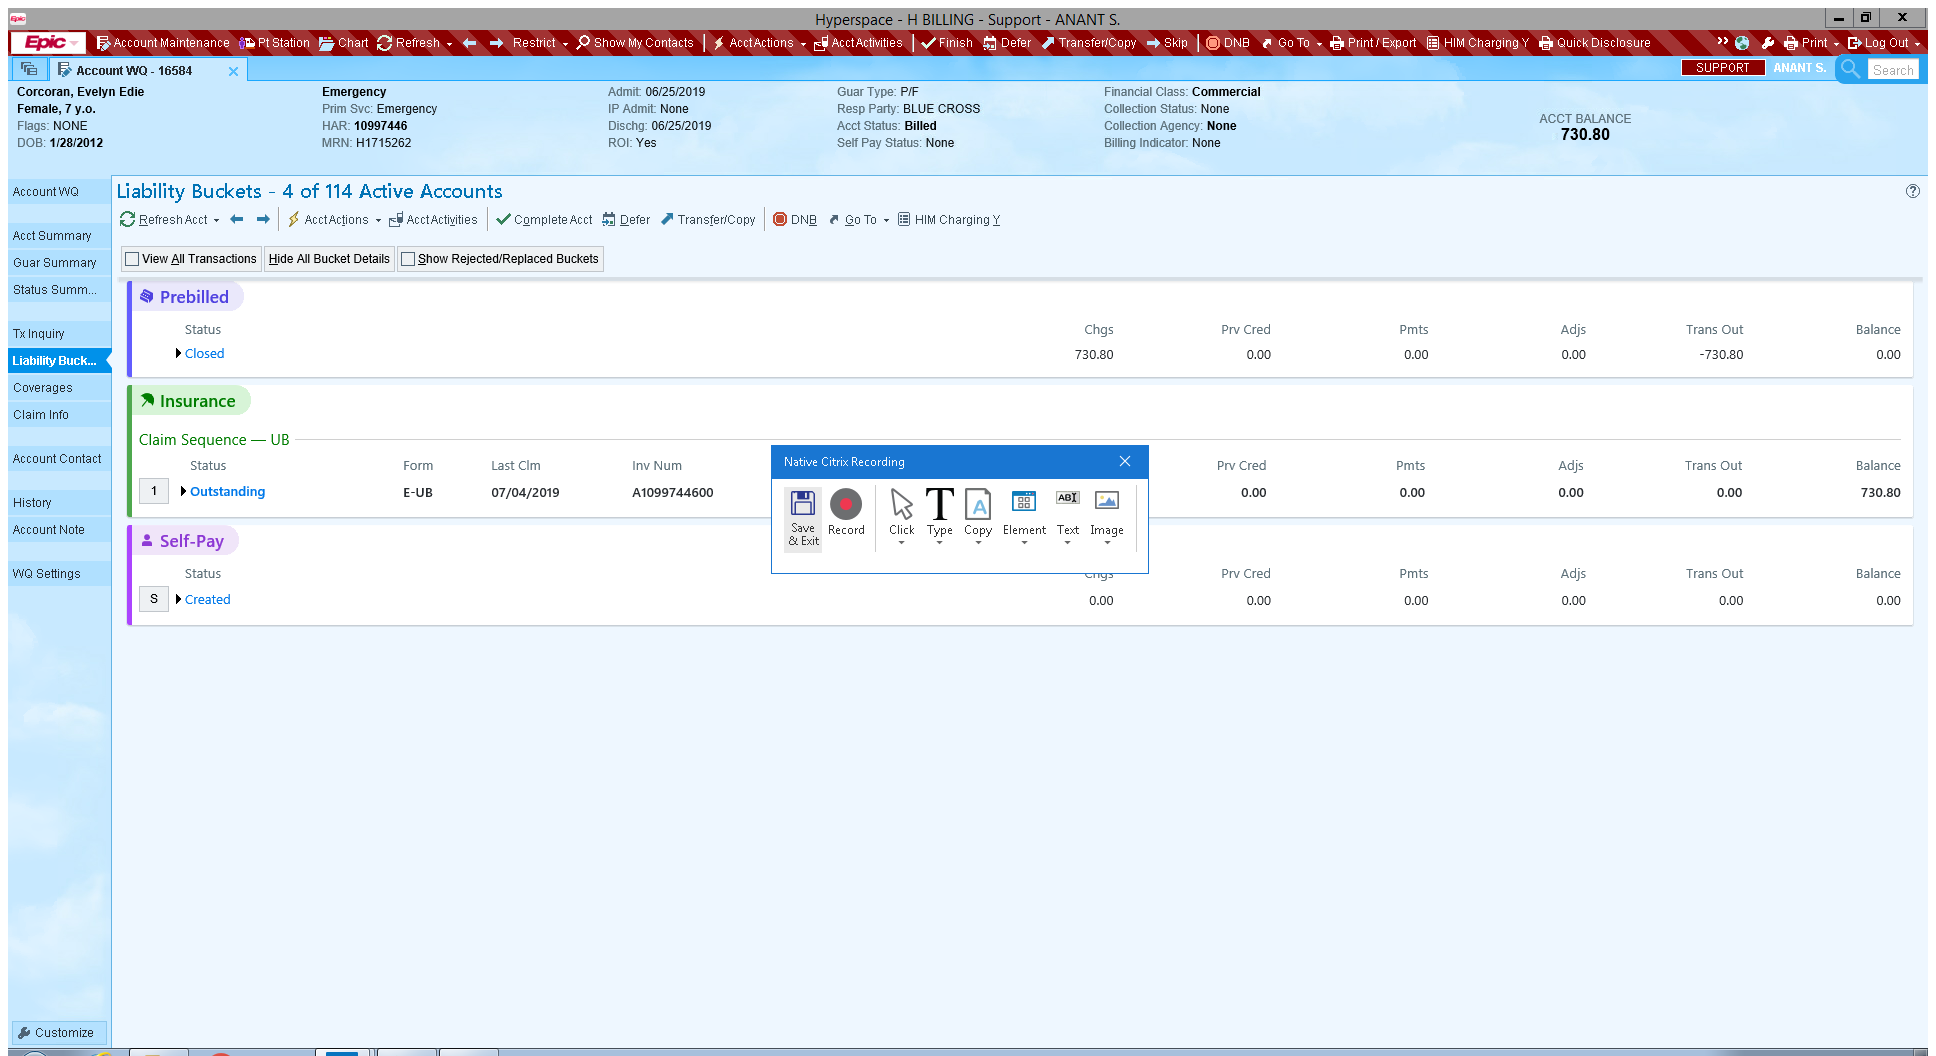 Epic
Hyperspace - H BILLING - Support - ANANT S.
Epic Account Maintenance Pt Station Chart Refresh Restrict Show My Contacts AcctActions AcctActivities Finish Defer Transfer/Copy Skip DNB Go To Print / Export HIM Charging Y Quick Disclosure Print Log Out
Account WQ - 16584
SUPPORT ANANT S. Search
Corcoran, Evelyn Edie
Female, 7 y.o.
Flags: NONE
DOB: 1/28/2012
Emergency
Prim Svc: Emergency
HAR: 10997446
MRN: H1715262
Admit: 06/25/2019
IP Admit: None
Dischg: 06/25/2019
ROI: Yes
Guar Type: P/F
Resp Party: BLUE CROSS
Acct Status: Billed
Self Pay Status: None
Financial Class: Commercial
Collection Status: None
Collection Agency: None
Billing Indicator: None
ACCT BALANCE
730.80
Account WQ
Acct Summary
Guar Summary
Status Summ...
Tx Inquiry
Liability Buck...
Coverages
Claim Info
Account Contact
History
Account Note
WQ Settings
Customize
Liability Buckets - 4 of 114 Active Accounts
Refresh Acct AcctActions AcctActivities Complete Acct Defer Transfer/Copy DNB Go To HIM Charging Y
View All Transactions Hide All Bucket Details Show Rejected/Replaced Buckets
Prebilled
Status Chgs Prv Cred Pmts Adjs Trans Out Balance
Closed 730.80 0.00 0.00 0.00 -730.80 0.00
Insurance
Claim Sequence — UB
Status Form Last Clm Inv Num Prv Cred Pmts Adjs Trans Out Balance
1 Outstanding E-UB 07/04/2019 A1099744600 0.00 0.00 0.00 0.00 730.80
Self-Pay
Status Chgs Prv Cred Pmts Adjs Trans Out Balance
S Created 0.00 0.00 0.00 0.00 0.00 0.00
Native Citrix Recording
Save & Exit
Record
Click
Type
Copy
Element
ABI
Text
Image